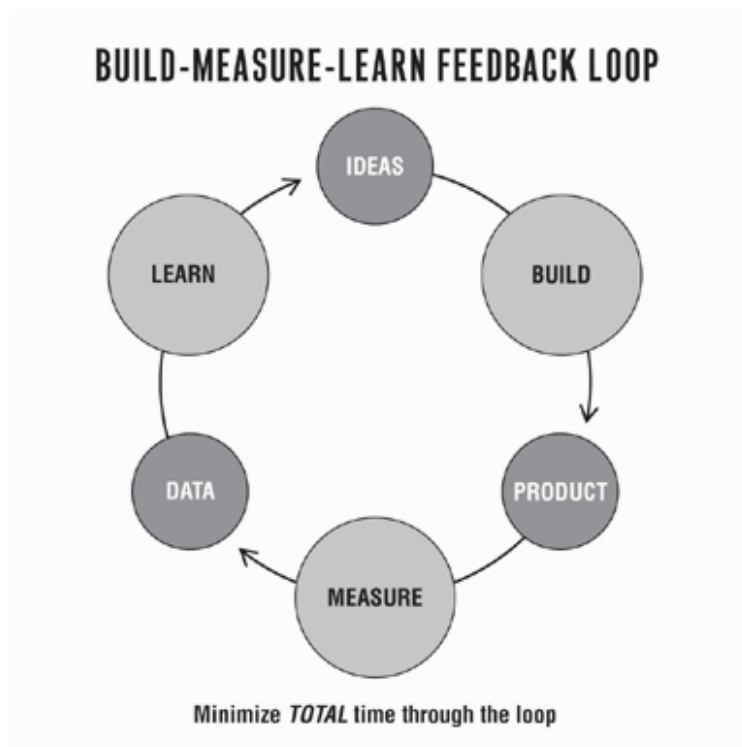 BUILD-MEASURE-LEARN FEEDBACK LOOP
IDEAS
BUILD
PRODUCT
MEASURE
DATA
LEARN
Minimize TOTAL time through the loop